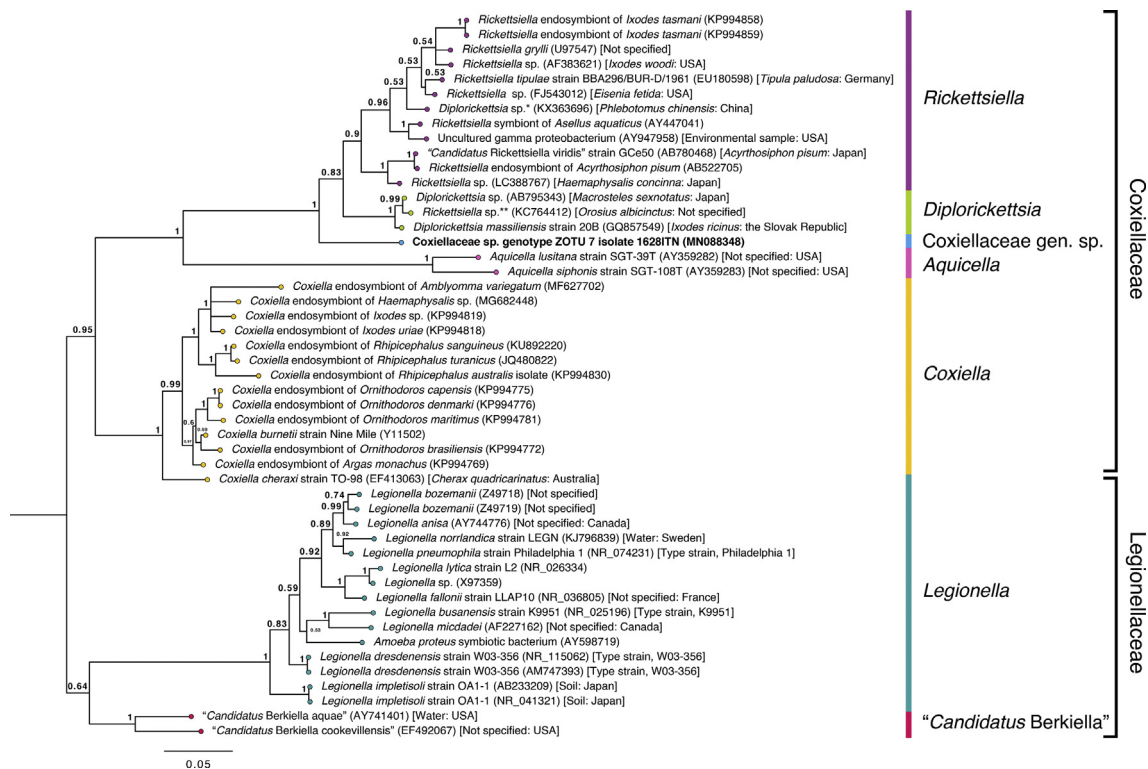 Rickettsiella endosymbiont of Ixodes tasmani (KP994858)
Rickettsiella endosymbiont of Ixodes tasmani (KP994859)
Rickettsiella grylli (U97547) [Not specified]
Rickettsiella sp. (AF383621) [Ixodes woodi: USA]
Rickettsiella tipulae strain BBA296/BUR-D/1961 (EU180598) [Tipula paludosa: Germany]
Rickettsiella sp. (FJ543012) [Eisenia fetida: USA]
Diplorickettsia sp.* (KX363696) [Phlebotomus chinensis: China]
Rickettsiella symbiont of Asellus aquaticus (AY447041)
Uncultured gamma proteobacterium (AY947958) [Environmental sample: USA]
"Candidatus Rickettsiella viridis" strain GCe50 (AB780468) [Acyrthosiphon pisum: Japan]
Rickettsiella endosymbiont of Acyrthosiphon pisum (AB522705)
Rickettsiella sp. (LC388767) [Haemaphysalis concinna: Japan]
Diplorickettsia sp. (AB795343) [Macrosteles sexnotatus: Japan]
Rickettsiella sp.** (KC764412) [Orosius albicinctus: Not specified]
Diplorickettsia massiliensis strain 20B (GQ857549) [Ixodes ricinus: the Slovak Republic]
Coxiellaceae sp. genotype ZOTU 7 isolate 1628ITN (MN088348)
Aquicella lusitana strain SGT-39T (AY359282) [Not specified: USA]
Aquicella siphonis strain SGT-108T (AY359283) [Not specified: USA]
Coxiella endosymbiont of Amblyomma variegatum (MF627702)
Coxiella endosymbiont of Haemaphysalis sp. (MG682448)
Coxiella endosymbiont of Ixodes sp. (KP994819)
Coxiella endosymbiont of Ixodes uriae (KP994818)
Coxiella endosymbiont of Rhipicephalus sanguineus (KU892220)
Coxiella endosymbiont of Rhipicephalus turanicus (JQ480822)
Coxiella endosymbiont of Rhipicephalus australis isolate (KP994830)
Coxiella endosymbiont of Ornithodoros capensis (KP994775)
Coxiella endosymbiont of Ornithodoros denmarki (KP994776)
Coxiella endosymbiont of Ornithodoros maritimus (KP994781)
Coxiella burnetii strain Nine Mile (Y11502)
Coxiella endosymbiont of Ornithodoros brasiliensis (KP994772)
Coxiella endosymbiont of Argas monachus (KP994769)
Coxiella cheraxi strain TO-98 (EF413063) [Cherax quadricarinatus: Australia]
Legionella bozemanii (Z49718) [Not specified]
Legionella bozemanii (Z49719) [Not specified]
Legionella anisa (AY744776) [Not specified: Canada]
Legionella norrlandica strain LEGN (KJ796839) [Water: Sweden]
Legionella pneumophila strain Philadelphia 1 (NR_074231) [Type strain, Philadelphia 1]
Legionella lytica strain L2 (NR_026334)
Legionella sp. (X97359)
Legionella fallonii strain LLAP10 (NR_036805) [Not specified: France]
Legionella busanensis strain K9951 (NR_025196) [Type strain, K9951]
Legionella micdadei (AF227162) [Not specified: Canada]
Amoeba proteus symbiotic bacterium (AY598719)
Legionella dresdenensis strain W03-356 (NR_115062) [Type strain, W03-356]
Legionella dresdenensis strain W03-356 (AM747393) [Type strain, W03-356]
Legionella impletisoli strain OA1-1 (AB233209) [Soil: Japan]
Legionella impletisoli strain OA1-1 (NR_041321) [Soil: Japan]
"Candidatus Berkiella aquae" (AY741401) [Water: USA]
"Candidatus Berkiella cookevillensis" (EF492067) [Not specified: USA]
1
0.54
0.53
0.53
0.53
0.96
1
0.9
1
1
0.83
0.99
1
1
1
1
0.95
1
1
1
1
0.99
1
1
0.6
1
0.74
0.99
0.89
0.92
0.92
1
1
0.59
1
0.83
1
1
1
0.64
1
0.05
Rickettsiella
Diplorickettsia
Coxiellaceae gen. sp.
Aquicella
Coxiella
Legionella
"Candidatus Berkiella"
Coxiellaceae
Legionellaceae